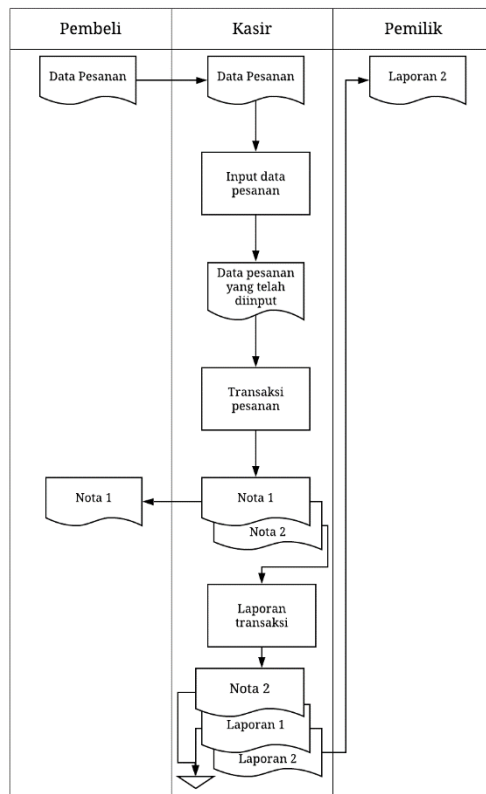 Pembeli
Kasir
Pemilik
Data Pesanan
Data Pesanan
Laporan 2
Input data
pesanan
Data pesanan
yang telah
diinput
Transaksi
pesanan
Nota 1
Nota 1
Nota 2
Laporan
transaksi
Nota 2
Laporan 1
Laporan 2